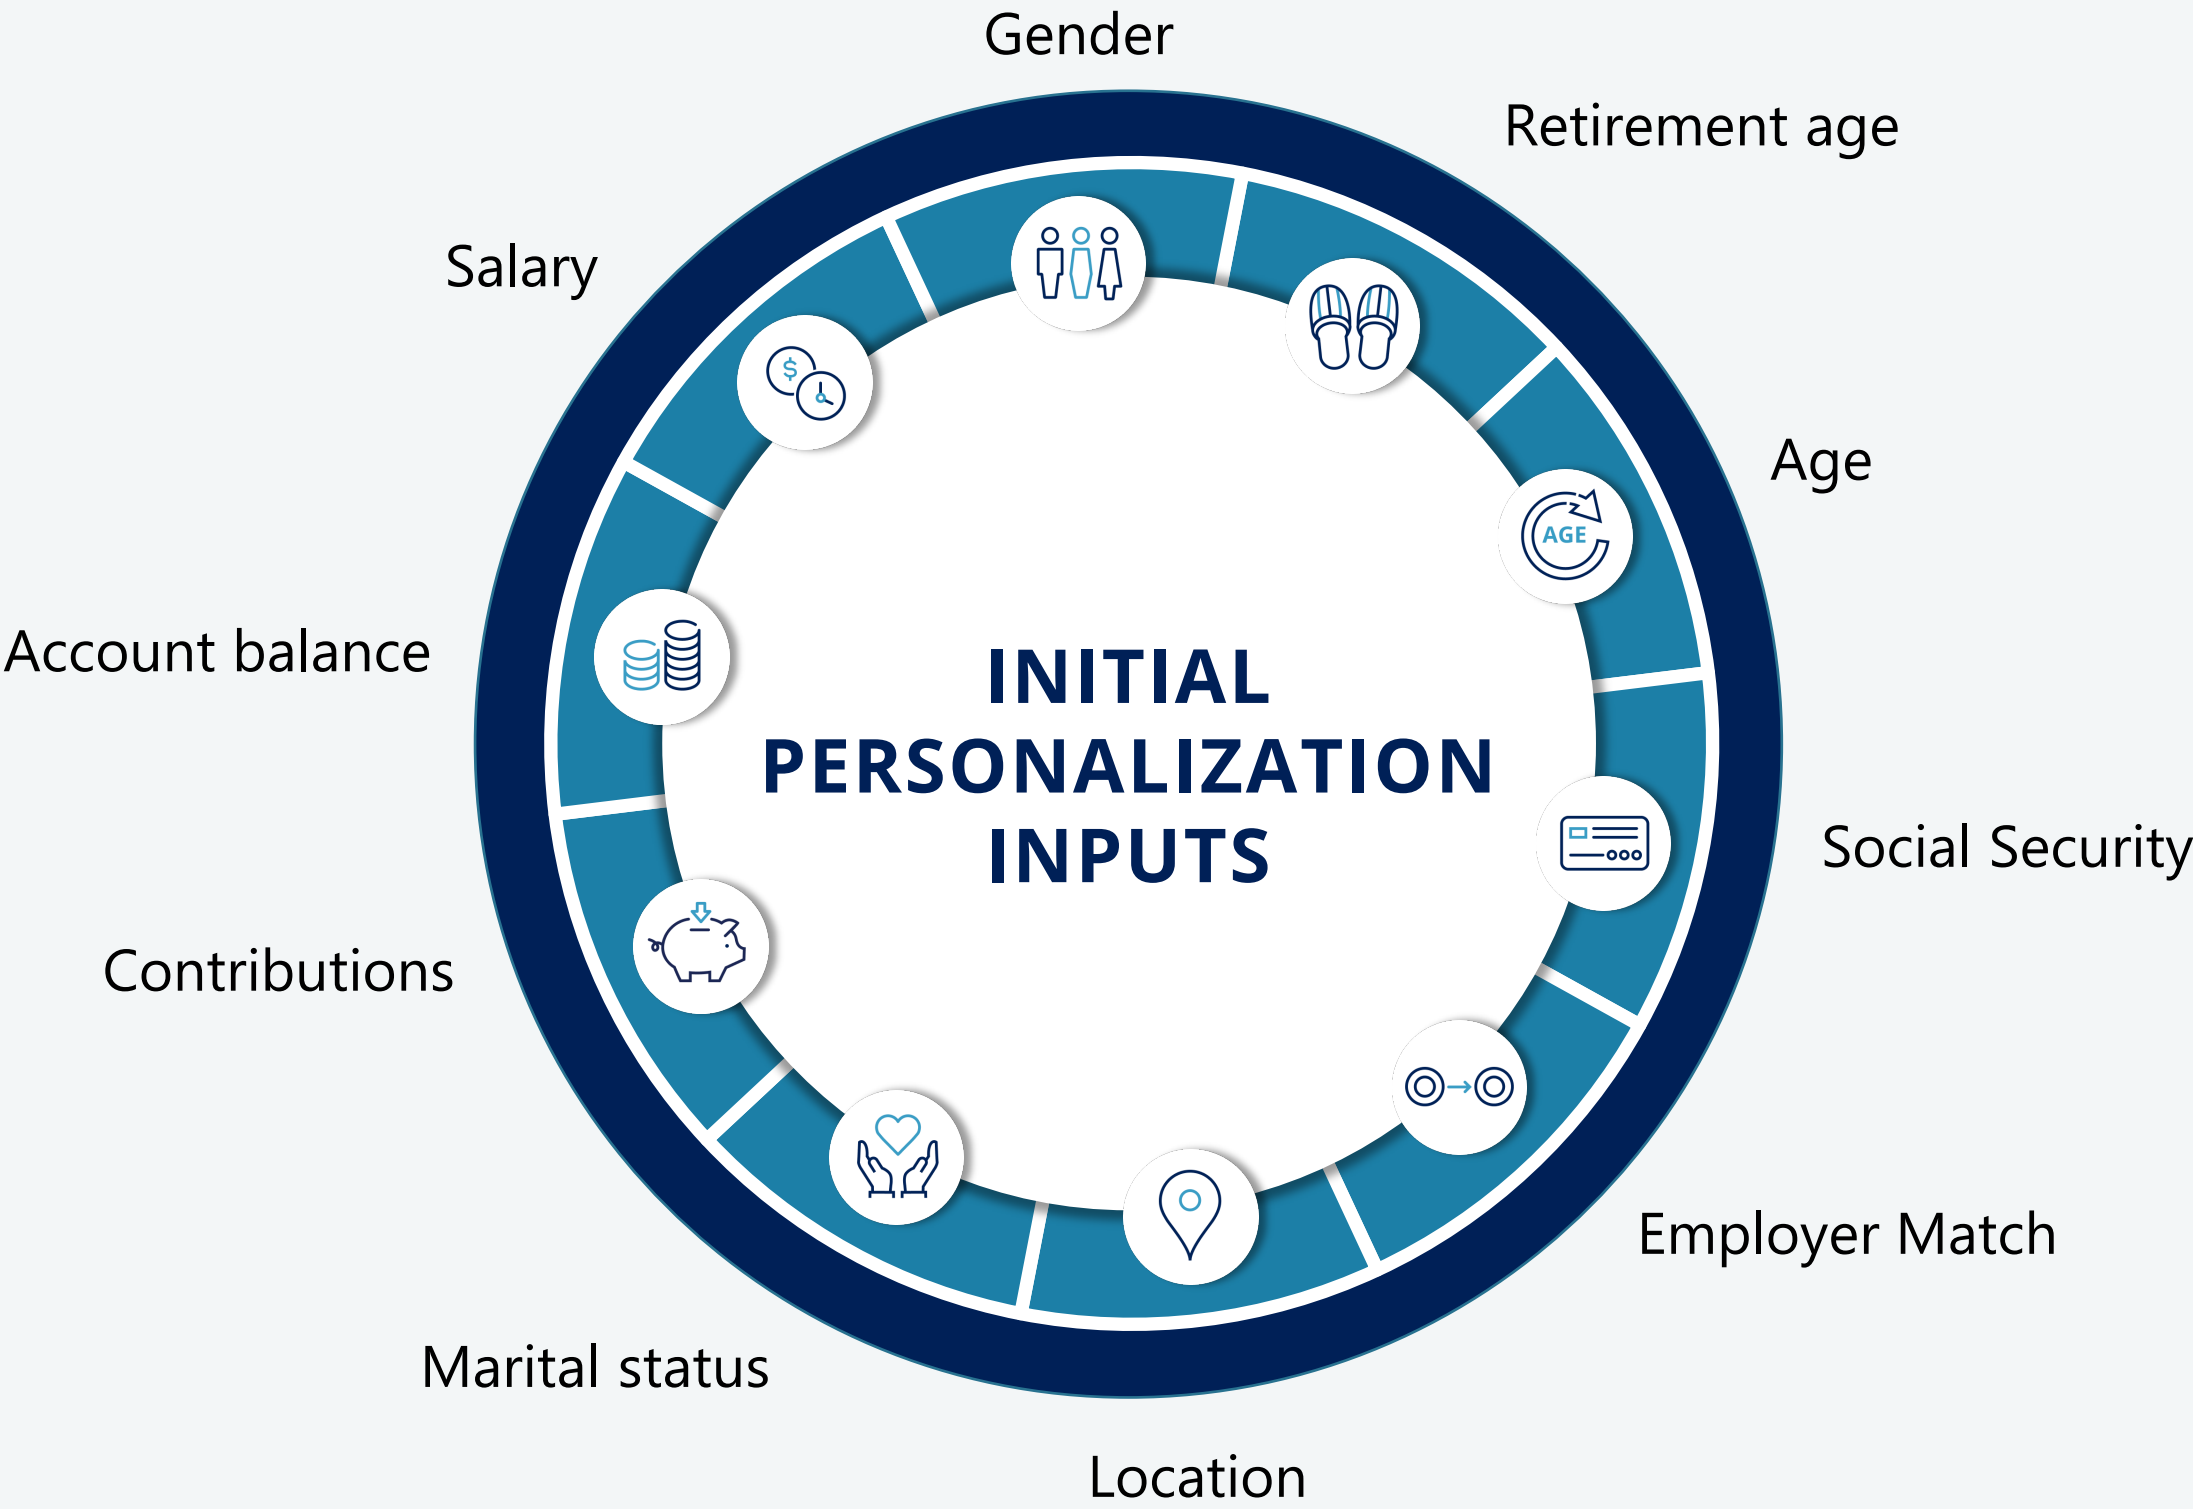 Gender
Retirement age
Salary
$
Age
AGE
Account balance
INITIAL
PERSONALIZATION
INPUTS
Social Security
Contributions
Employer Match
Marital status
Location